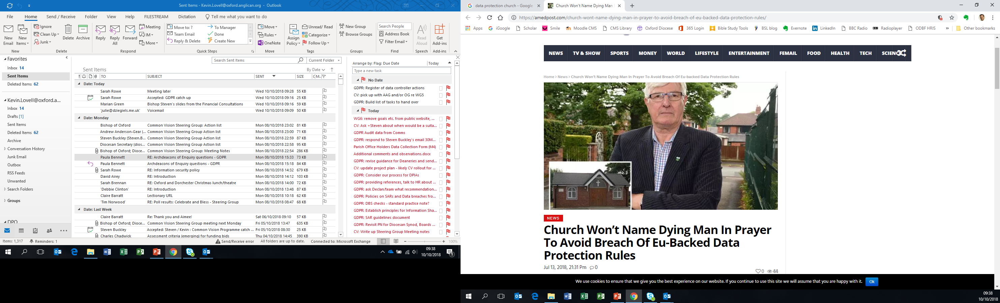 Sent Items - Kevin.Lovell@oxford.anglican.org - Outlook
File Home Send / Receive Folder View Help FILESTREAM Dictation Tell me what you want to do
New Email
New Items
New
Ignore
Clean Up
Junk
Delete
Archive
Delete
Reply
Reply All
Forward
Meeting
IM
More
Respond
Move to: ?
Team Email
Reply & Delete
To Manager
Done
Create New
Quick Steps
Move
Rules
OneNote
Move
Assign Policy
Unread/ Read
Categorize
Follow Up
Tags
New Group
Browse Groups
Groups
Search People
Address Book
Filter Email
Find
Read Aloud
Speech
Get Add-ins
Add-ins
Favorites
Inbox 14
Sent Items
Deleted Items 62
Kevin.Lovell@oxford.a...
Inbox 14
Drafts [1]
Sent Items
Deleted Items 62
Archive
Conversation History
Junk Email
Outbox
RSS Feeds
Unwanted
Search Folders
Groups
DPO
Search Sent Items Current Folder
Sent Items By Date
TO SUBJECT SENT SIZE M..
Date: Today
Sarah Rowe Meeting later Wed 10/10/2018 09:28 55 KB
Sarah Rowe Accepted: GDPR catch up Wed 10/10/2018 09:16 25 KB
Marian Green Bishop Steven's slides from the Financial Consultations Wed 10/10/2018 09:16 59 KB
'julie@dziegiels.me.uk' Voicemail Wed 10/10/2018 09:09 50 KB
Date: Monday
Bishop of Oxford Common Vision Steering Group: Action list Mon 08/10/2018 23:02 81 KB
Andrew Anderson-Gear (... Common Vision Steering Group Action list Mon 08/10/2018 23:00 71 KB
Steven Buckley (Steven.B... Common Vision Steering Group Action list Mon 08/10/2018 22:59 87 KB
Diocesan Secretary (dios... Common Vision Steering Group Action list Mon 08/10/2018 22:58 95 KB
Bishop of Oxford; Dioce... Common Vision Steering Group: Meeting Notes Mon 08/10/2018 22:54 286 KB
Paula Bennett RE: Archdeacons of Enquiry questions - GDPR Mon 08/10/2018 15:33 73 KB
Paula Bennett Archdeacons of Enquiry questions - GDPR Mon 08/10/2018 15:18 84 KB
Sarah Rowe RE: Information security policy Mon 08/10/2018 14:32 679 KB
David Airey RE: Introduction Mon 08/10/2018 14:12 103 KB
Sarah Brennan RE: Oxford and Dorchester Christmas lunch/theatre Mon 08/10/2018 14:00 72 KB
'Debbie Clinton' RE: Introduction Mon 08/10/2018 13:48 87 KB
Claire Barratt Lectionary URL Mon 08/10/2018 10:18 62 KB
'Tim Norwood' RE: Poll results: Celebrate and Bless - Steering Group Mon 08/10/2018 08:47 68 KB
Date: Last Week
Claire Barratt Re: Thank you and Aimee! Sat 06/10/2018 09:10 57 KB
Bishop of Oxford; Dioce... Common Vision Steering Group meeting next Monday Fri 05/10/2018 13:47 635 KB
Steven Buckley Accepted: Steven / Kevin : Common Vision Programme catch ... Fri 05/10/2018 08:30 25 KB
Charles Chadwick Assessment criteria (emerging) for funding bids Thu 04/10/2018 14:45 390 KB
Arrange by: Flag: Due Date Today
Type a new task
No Date
GDPR: Register of data controller actions
CV: pick up with AAG and/or OG re WG5
GDPR: Build list of tasks to hand over
Today
WG6: remove goals etc. from public website, ...
CV: Ask +Steven about when would be a suita...
GDPR Audit data from Comms
GDPR: respond to Steven Buckley's email 30M...
Parish Office Holders Data Collection Form (M4)
Additional comments and observations.docx
GDPR: revise guidance for Deaneries and send...
CV: update project plan - likely CV rollout for ...
GDPR: Consider our process for DPIAs
GDPR: providing references, talk to HR about ...
GDPR: ask Declan/team what recommendation...
GDPR: Policies on SARs and Data breaches fro...
GDPR: DBS checks - standard practice note?
GDPR: Establish principles for Information Sha...
GDPR: SAR guidelines document
GDPR: Revisit PN for Diocesan Synod, Boards ...
CV: Write up Steering Group Meeting notes
Items: 1,317 Reminders: 1 Send/Receive error All folders are up to date. Connected to: Microsoft Exchange 100%
09:38
10/10/2018
1
data protection church - Google Church Won't Name Dying Man
https://amedpost.com/church-wont-name-dying-man-in-prayer-to-avoid-breach-of-eu-backed-data-protection-rules/
Apps iGoogle Scholar Smile Moodle CMS CMS Library Oxford Diocese 365 Login Bible Study Tools BSL blog Evernote LinkedIn BBC Radio Radioplayer ODBF HRIS » Other bookmarks
NEWS TV & SHOW SPORTS MONEY WORLD LIFESTYLE ENTERTAINMENT FEMAIL FOOD HEALTH TECH SCIENC
Home > News > Church Won't Name Dying Man In Prayer To Avoid Breach Of Eu-backed Data Protection Rules
NEWS
Church Won't Name Dying Man In Prayer
To Avoid Breach Of Eu-Backed Data
Protection Rules
Jul 13, 2018, 21:31 Pm 0
0 44
We use cookies to ensure that we give you the best experience on our website. If you continue to use this site we will assume that you are happy with it. Ok
09:38
10/10/2018